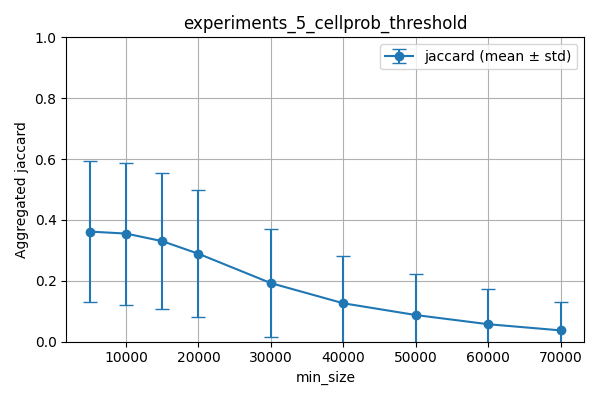 experiments_5_cellprob_threshold
jaccard (mean ± std)
Aggregated jaccard
1.0
0.8
0.6
0.4
0.2
0.0
10000 20000 30000 40000 50000 60000 70000
min_size